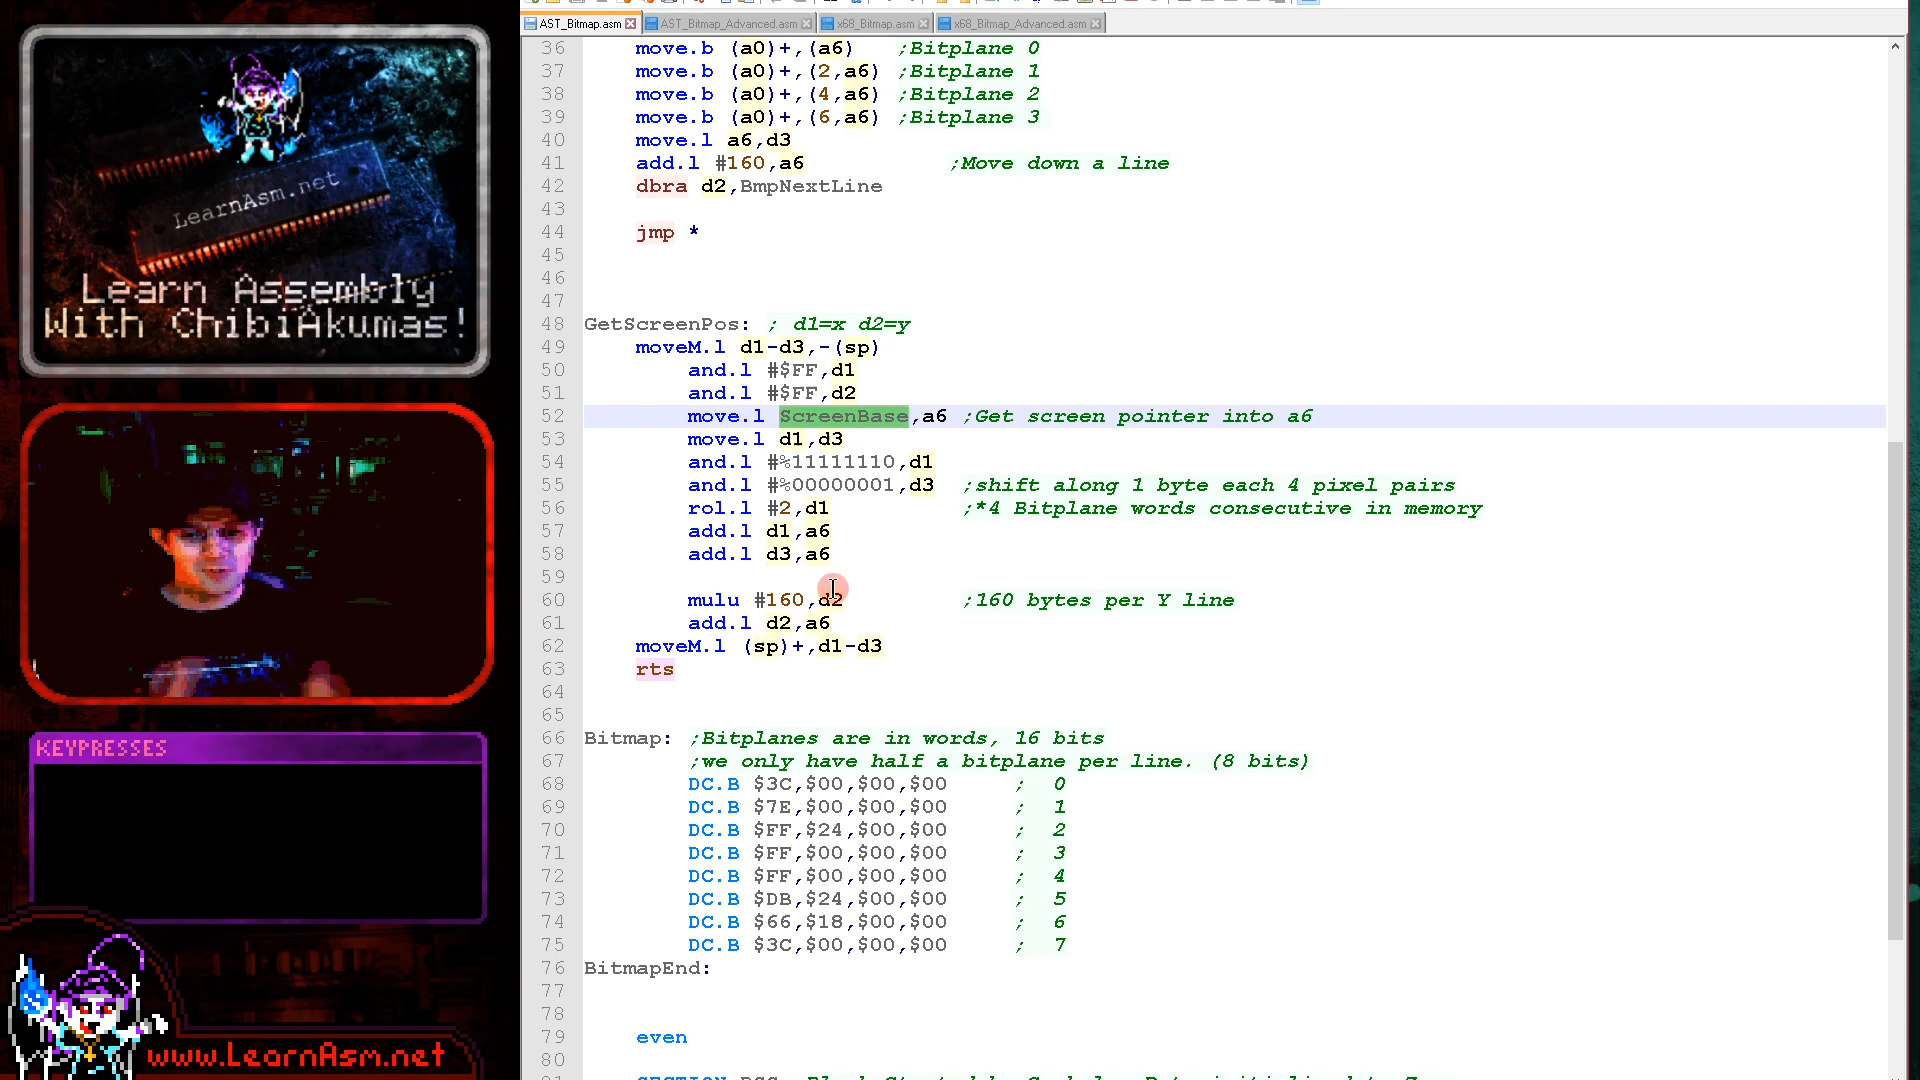 LearnAsm.net
Learn Assembly
With ChibiAkumas!
KEYPRESSES
www.LearnAsm.net
AST_Bitmap.asm AST_Bitmap_Advanced.asm x68_Bitmap.asm x68_Bitmap_Advanced.asm
36 move.b (a0)+,(a6) ;Bitplane 0
37 move.b (a0)+,(2,a6) ;Bitplane 1
38 move.b (a0)+,(4,a6) ;Bitplane 2
39 move.b (a0)+,(6,a6) ;Bitplane 3
40 move.l a6,d3
41 add.l #160,a6 ;Move down a line
42 dbra d2,BmpNextLine
43
44 jmp *
45
46
47
48 GetScreenPos: ; d1=x d2=y
49 moveM.l d1-d3,-(sp)
50 and.l #$FF,d1
51 and.l #$FF,d2
52 move.l ScreenBase,a6 ;Get screen pointer into a6
53 move.l d1,d3
54 and.l #%11111110,d1
55 and.l #%00000001,d3 ;shift along 1 byte each 4 pixel pairs
56 rol.l #2,d1 ;*4 Bitplane words consecutive in memory
57 add.l d1,a6
58 add.l d3,a6
59
60 mulu #160,d2 ;160 bytes per Y line
61 add.l d2,a6
62 moveM.l (sp)+,d1-d3
63 rts
64
65
66 Bitmap: ;Bitplanes are in words, 16 bits
67 ;we only have half a bitplane per line. (8 bits)
68 DC.B $3C,$00,$00,$00 ; 0
69 DC.B $7E,$00,$00,$00 ; 1
70 DC.B $FF,$24,$00,$00 ; 2
71 DC.B $FF,$00,$00,$00 ; 3
72 DC.B $FF,$00,$00,$00 ; 4
73 DC.B $DB,$24,$00,$00 ; 5
74 DC.B $66,$18,$00,$00 ; 6
75 DC.B $3C,$00,$00,$00 ; 7
76 BitmapEnd:
77
78
79 even
80